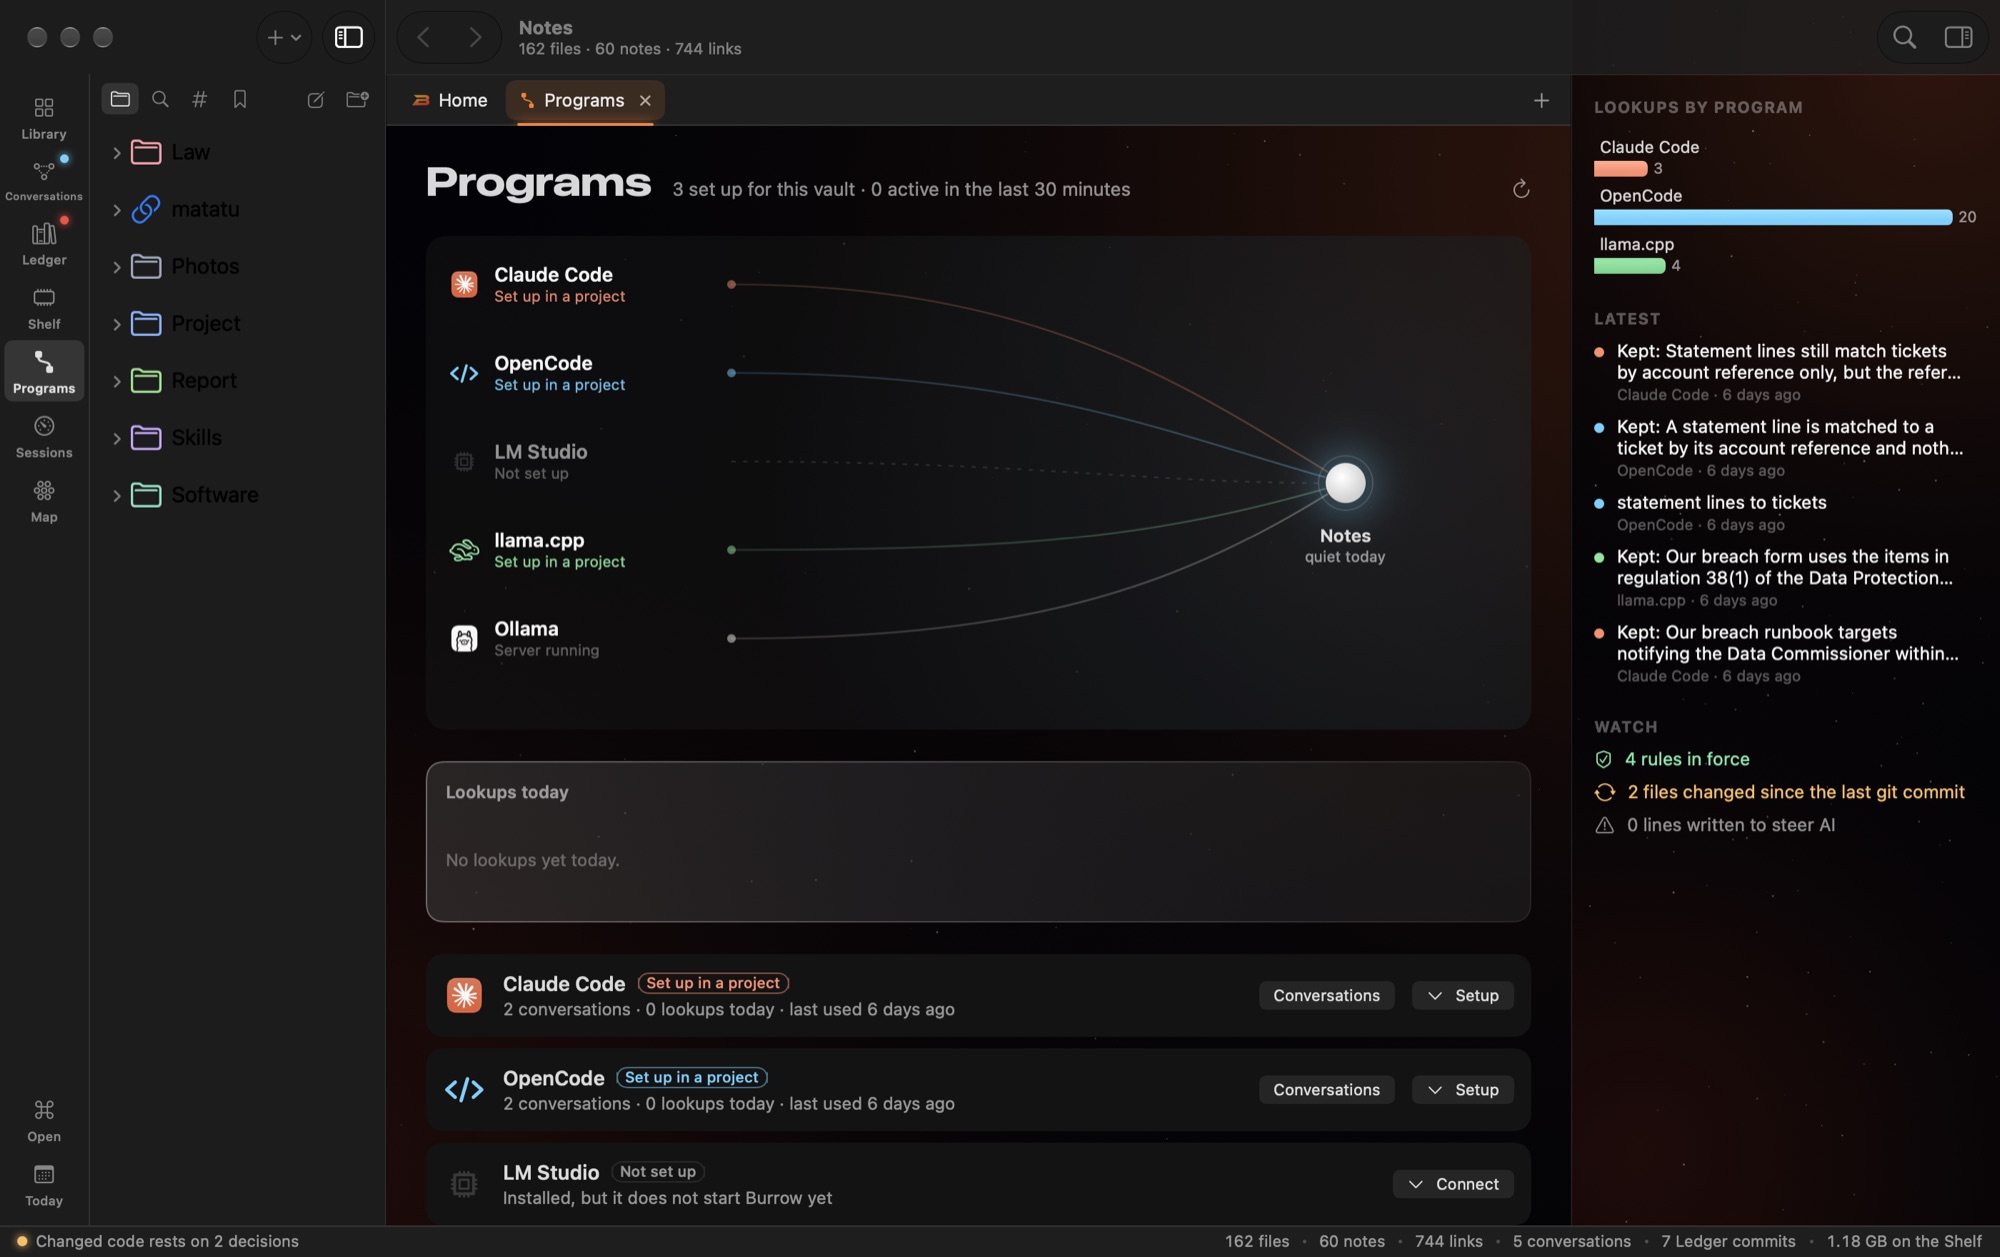 Notes
162 files · 60 notes · 744 links
Library
Conversations
Ledger
Shelf
Programs
Sessions
Map
Open
Today
Law
matatu
Photos
Project
Report
Skills
Software
Home
Programs
Programs
3 set up for this vault · 0 active in the last 30 minutes
Claude Code
Set up in a project
OpenCode
Set up in a project
LM Studio
Not set up
llama.cpp
Set up in a project
Ollama
Server running
Notes
quiet today
Lookups today
No lookups yet today.
Claude Code
Set up in a project
2 conversations · 0 lookups today · last used 6 days ago
Conversations
Setup
OpenCode
Set up in a project
2 conversations · 0 lookups today · last used 6 days ago
Conversations
Setup
LM Studio
Not set up
Installed, but it does not start Burrow yet
Connect
LOOKUPS BY PROGRAM
Claude Code
3
OpenCode
20
llama.cpp
4
LATEST
Kept: Statement lines still match tickets
by account reference only, but the refer…
Claude Code · 6 days ago
Kept: A statement line is matched to a
ticket by its account reference and noth…
OpenCode · 6 days ago
statement lines to tickets
OpenCode · 6 days ago
Kept: Our breach form uses the items in
regulation 38(1) of the Data Protection…
llama.cpp · 6 days ago
Kept: Our breach runbook targets
notifying the Data Commissioner within…
Claude Code · 6 days ago
WATCH
4 rules in force
2 files changed since the last git commit
0 lines written to steer AI
Changed code rests on 2 decisions
162 files · 60 notes · 744 links · 5 conversations · 7 Ledger commits · 1.18 GB on the Shelf